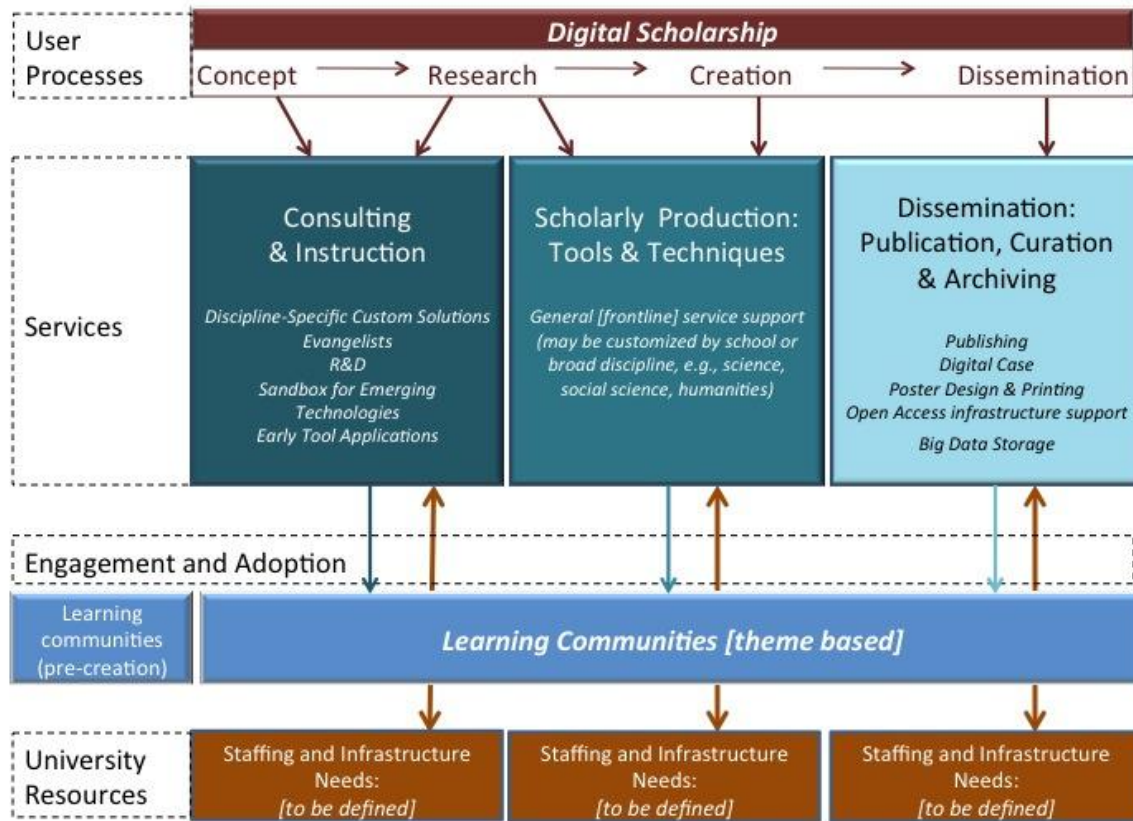 User
Processes
Digital Scholarship
Concept
Research
Creation
Dissemination
Services
Consulting
& Instruction
Discipline-Specific Custom Solutions
Evangelists
R&D
Sandbox for Emerging
Technologies
Early Tool Applications
Scholarly Production:
Tools & Techniques
General [frontline] service support
(may be customized by school or
broad discipline, e.g., science,
social science, humanities)
Dissemination:
Publication, Curation
& Archiving
Publishing
Digital Case
Poster Design & Printing
Open Access infrastructure support
Big Data Storage
Engagement and Adoption
Learning
communities
(pre-creation)
Learning Communities [theme based]
University
Resources
Staffing and Infrastructure
Needs:
[to be defined]
Staffing and Infrastructure
Needs:
[to be defined]
Staffing and Infrastructure
Needs:
[to be defined]